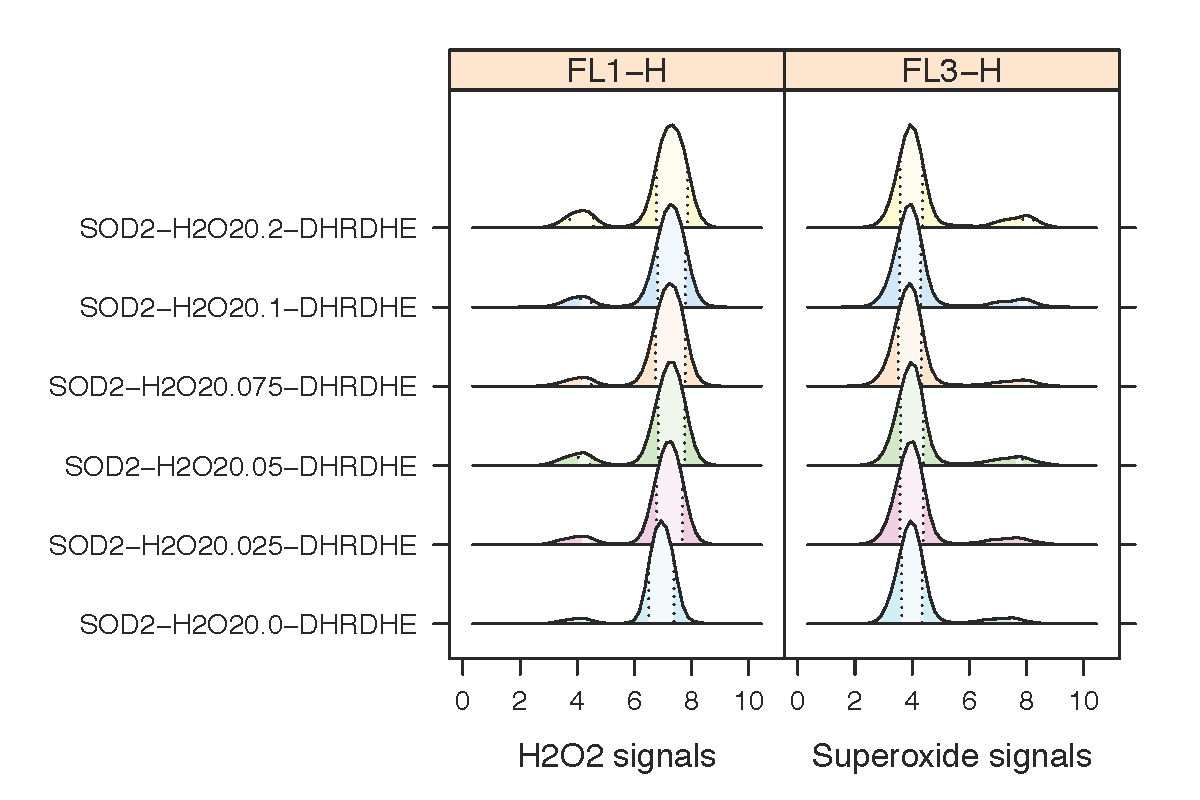 FL1−H FL3−H
SOD2−H2O20.2−DHRDHE
SOD2−H2O20.1−DHRDHE
SOD2−H2O20.075−DHRDHE
SOD2−H2O20.05−DHRDHE
SOD2−H2O20.025−DHRDHE
SOD2−H2O20.0−DHRDHE
0 2 4 6 8 10 0 2 4 6 8 10
H2O2 signals Superoxide signals